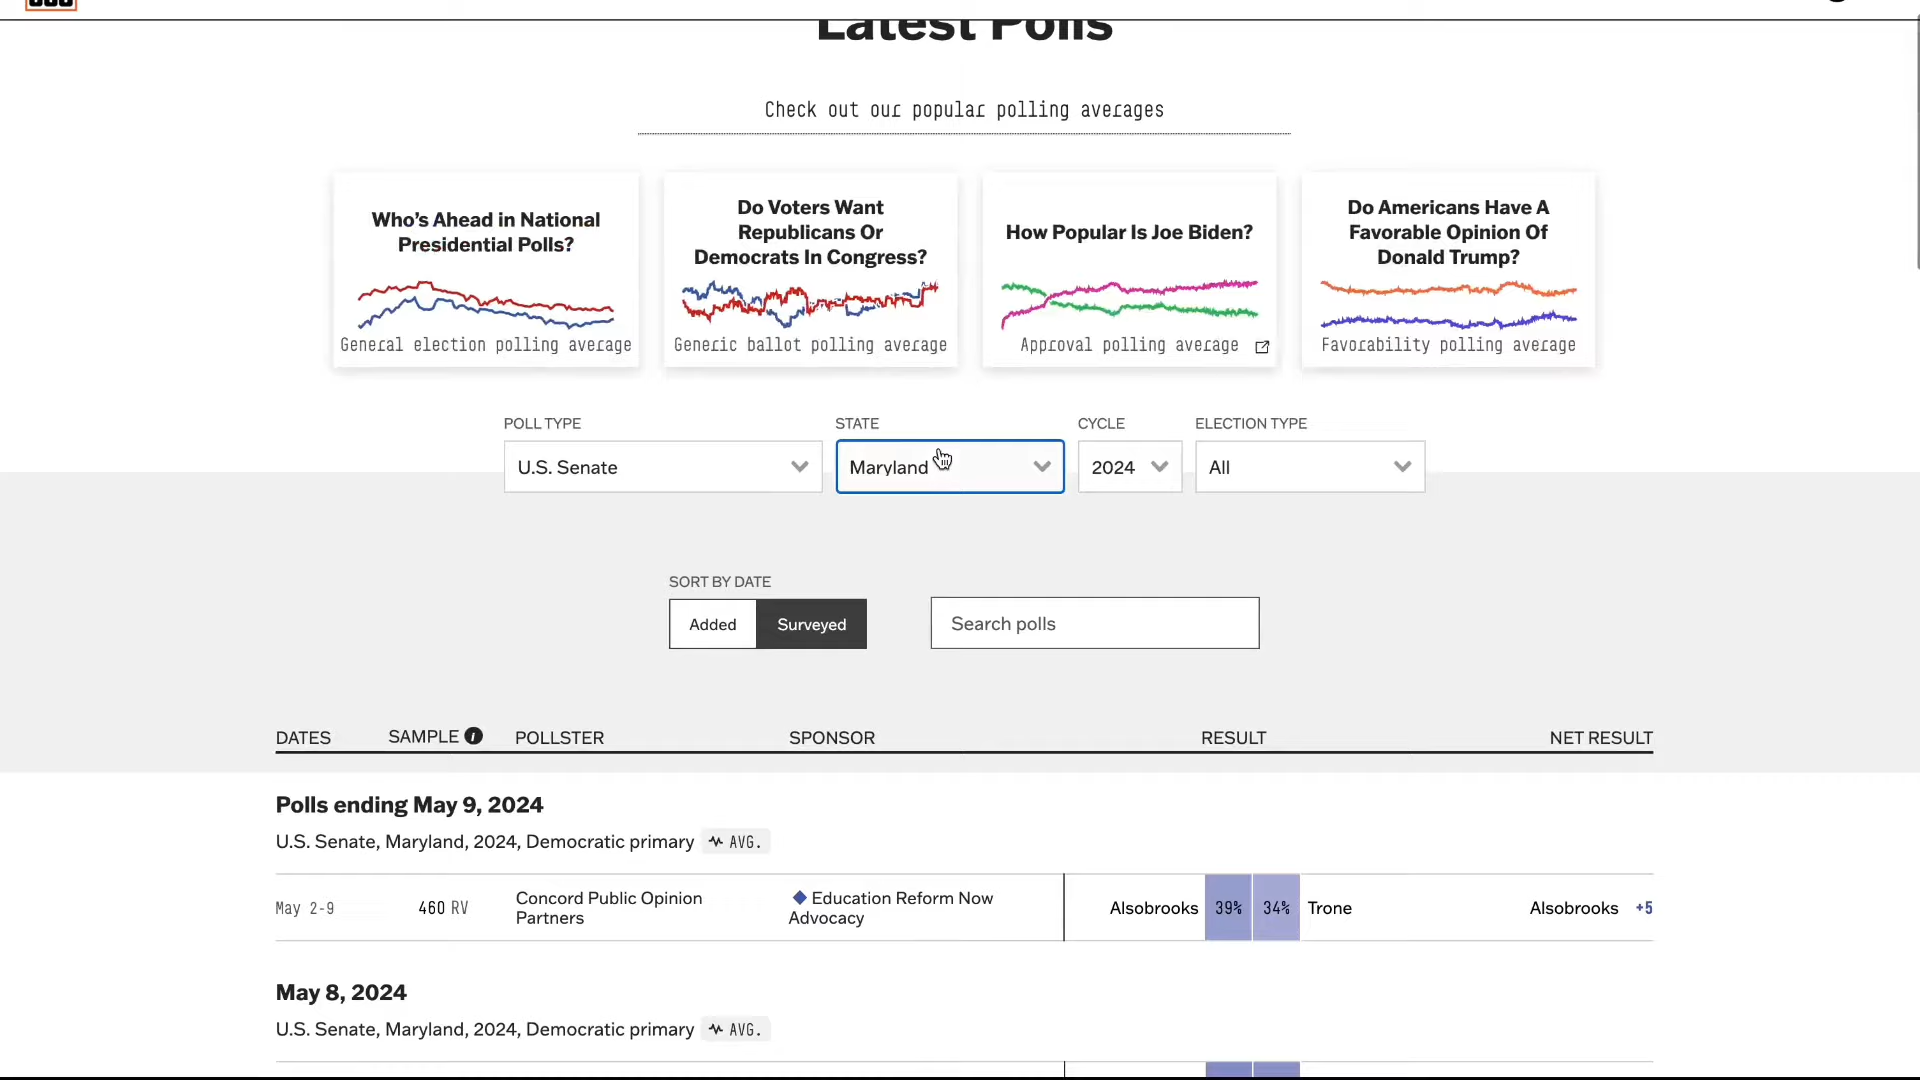 Latest Polls
Check out our popular polling averages
Who's Ahead in National
Presidential Polls?
General election polling average
Do Voters Want
Republicans Or
Democrats In Congress?
Generic ballot polling average
How Popular Is Joe Biden?
Approval polling average
Do Americans Have A
Favorable Opinion Of
Donald Trump?
Favorability polling average
POLL TYPE
U.S. Senate
STATE
Maryland
CYCLE
2024
ELECTION TYPE
All
SORT BY DATE
Added Surveyed
Search polls
DATES SAMPLE i POLLSTER SPONSOR RESULT NET RESULT
Polls ending May 9, 2024
U.S. Senate, Maryland, 2024, Democratic primary AVG.
May 2-9
460 RV
Concord Public Opinion
Partners
Education Reform Now
Advocacy
Alsobrooks 39% 34% Trone
Alsobrooks +5
May 8, 2024
U.S. Senate, Maryland, 2024, Democratic primary AVG.